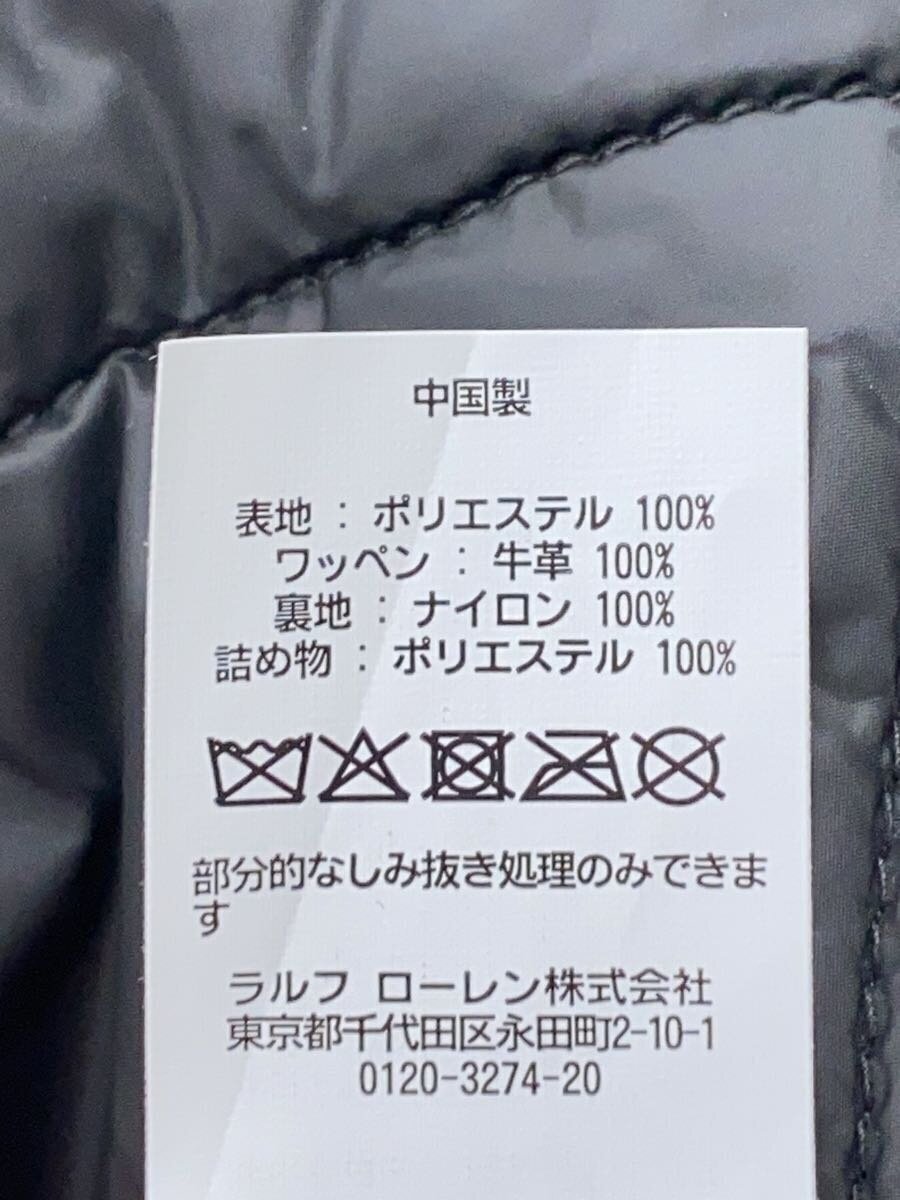 中国製
表地 : ポリエステル 100%
ワッペン : 牛革 100%
裏地 : ナイロン 100%
詰め物 : ポリエステル 100%
部分的なしみ抜き処理のみできま
す
ラルフ ローレン株式会社
東京都千代田区永田町2-10-1
0120-3274-20